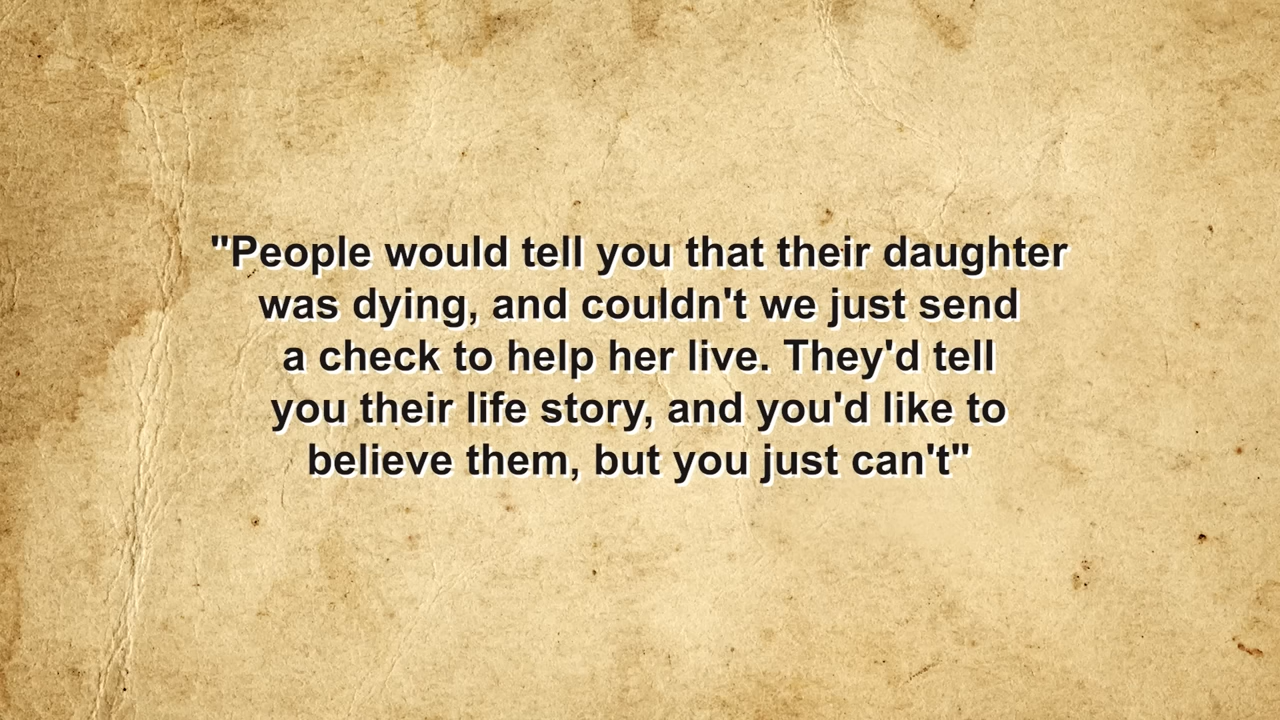 "People would tell you that their daughter
was dying, and couldn't we just send
a check to help her live. They'd tell
you their life story, and you'd like to
believe them, but you just can't"